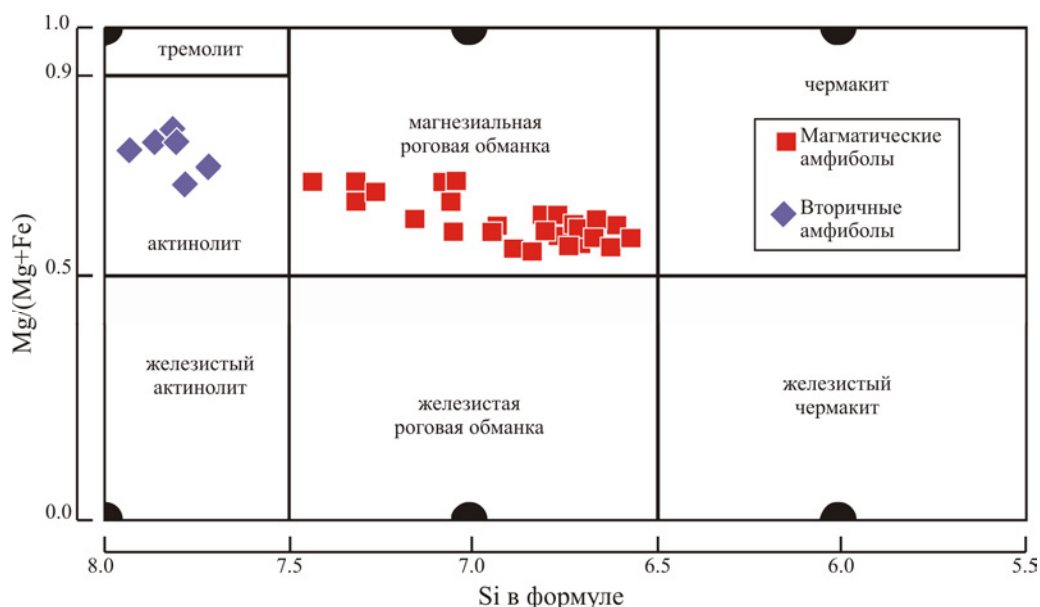 1.0
0.9
0.5
0.0
Mg/(Mg+Fe)
тремолит
актинолит
железистый
актинолит
магнезиальная
роговая обманка
железистая
роговая обманка
чермакит
Магматические
амфиболы
Вторичные
амфиболы
железистый
чермакит
8.0
7.5
7.0
6.5
6.0
5.5
Si в формуле